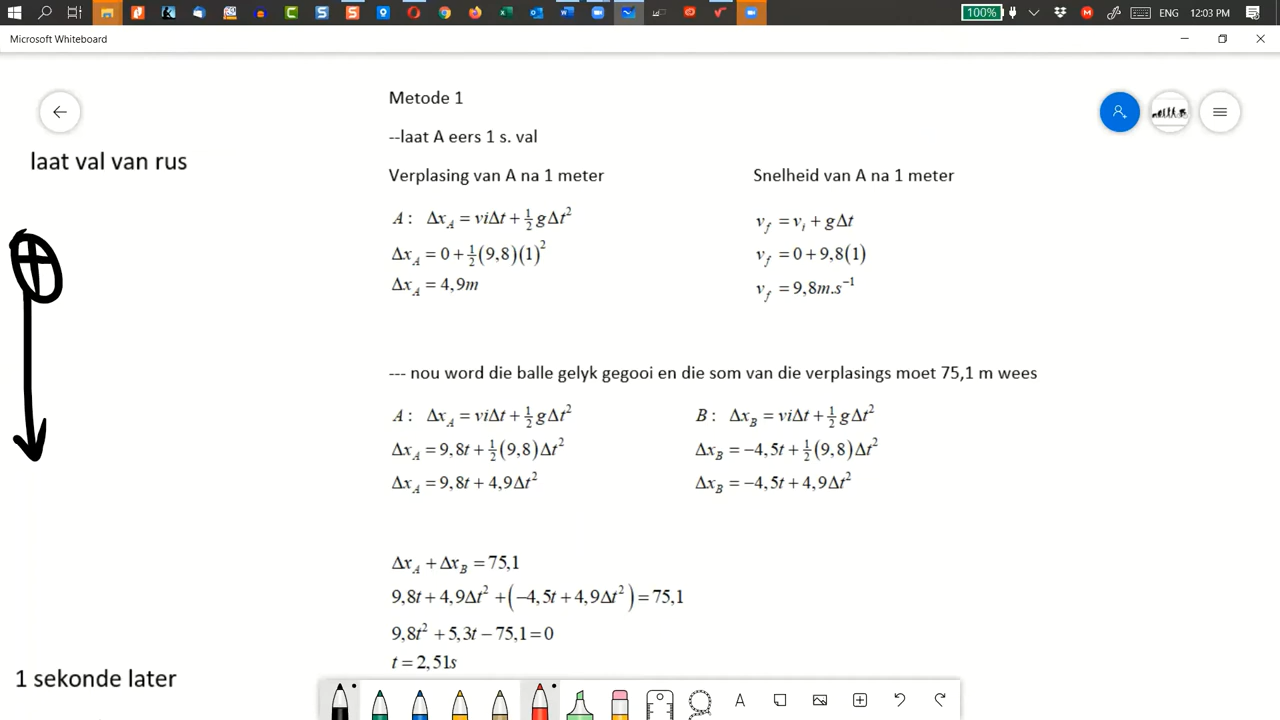 100% ENG 12:03 PM
Microsoft Whiteboard
laat val van rus
Metode 1
--laat A eers 1 s. val
Verplasing van A na 1 meter
A: Δx_A = viΔt + ½gΔt²
Δx_A = 0 + ½(9,8)(1)²
Δx_A = 4,9m
Snelheid van A na 1 meter
v_f = v_i + gΔt
v_f = 0 + 9,8(1)
v_f = 9,8m.s⁻¹
--- nou word die balle gelyk gegooi en die som van die verplasings moet 75,1 m wees
A: Δx_A = viΔt + ½gΔt²
Δx_A = 9,8t + ½(9,8)Δt²
Δx_A = 9,8t + 4,9Δt²
B: Δx_B = viΔt + ½gΔt²
Δx_B = −4,5t + ½(9,8)Δt²
Δx_B = −4,5t + 4,9Δt²
Δx_A + Δx_B = 75,1
9,8t + 4,9Δt² + (−4,5t + 4,9Δt²) = 75,1
9,8t² + 5,3t − 75,1 = 0
t = 2,51s
1 sekonde later